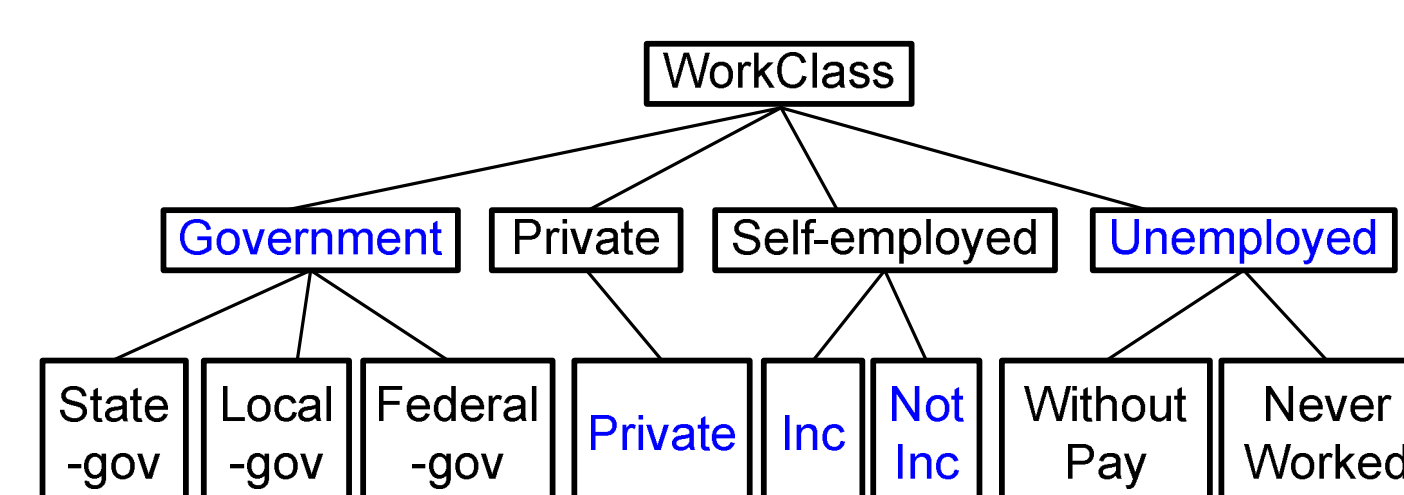 WorkClass
Government Private Self-employed Unemployed
State Local Federal Private Inc Not Without Never
-gov -gov -gov Inc Pay Worked